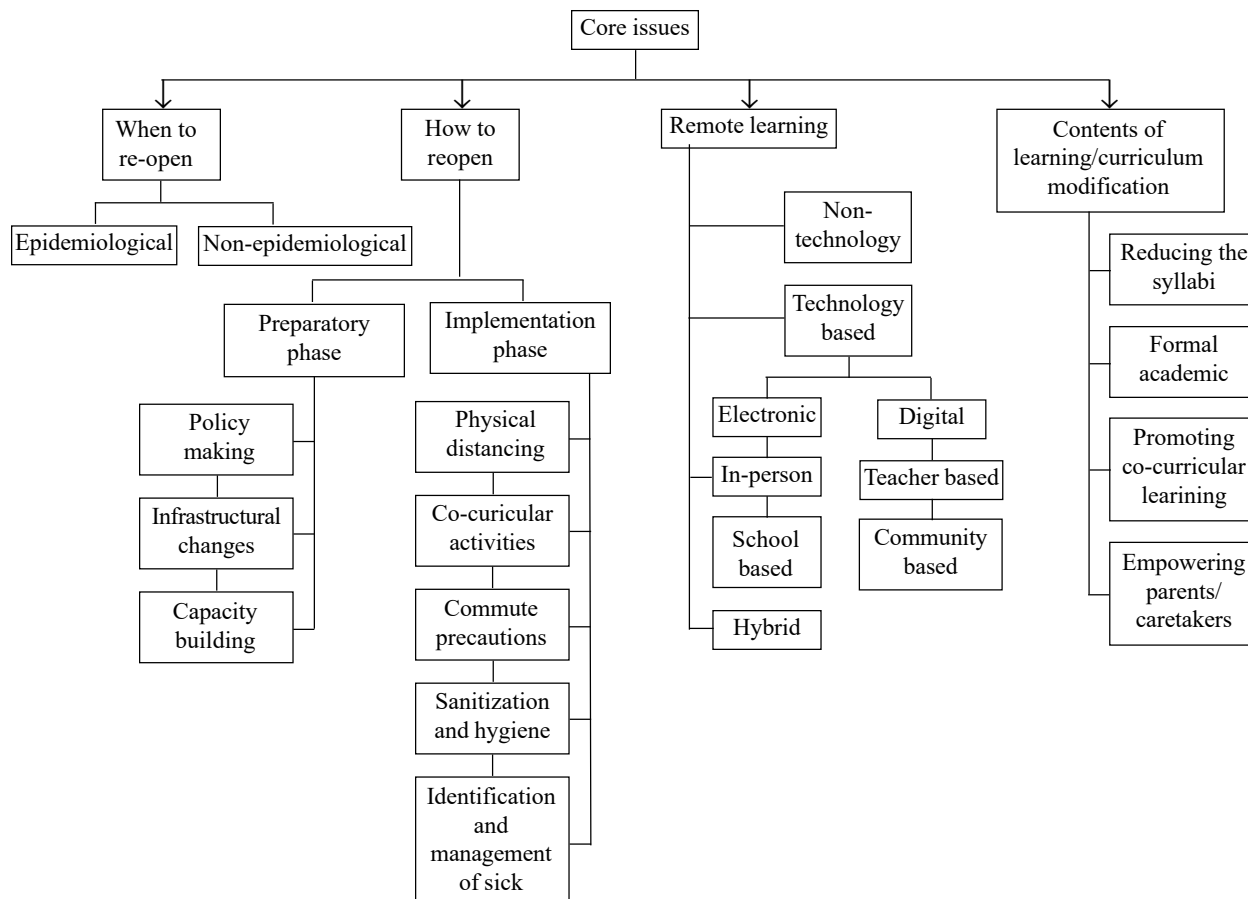 Core issues
When to
re-open
How to
reopen
Remote learning
Contents of
learning/curriculum
modification
Epidemiological
Non-epidemiological
Preparatory
phase
Implementation
phase
Policy
making
Infrastructural
changes
Capacity
building
Physical
distancing
Co-curicular
activities
Commute
precautions
Sanitization
and hygiene
Identification
and
management
of sick
Non-
technology
Technology
based
Electronic
Digital
In-person
Teacher based
School
based
Community
based
Hybrid
Reducing the
syllabi
Formal
academic
Promoting
co-curricular
learining
Empowering
parents/
caretakers